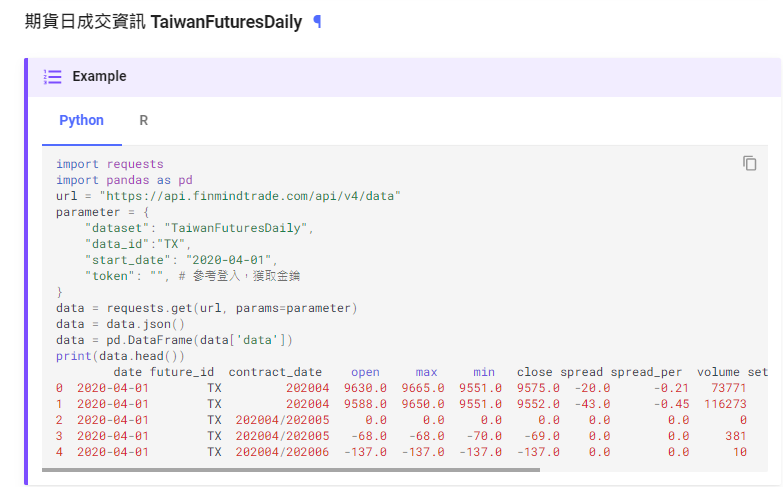 期貨日成交資訊 TaiwanFuturesDaily ¶
Example
Python R
import requests
import pandas as pd
url = "https://api.finmindtrade.com/api/v4/data"
parameter = {
    "dataset": "TaiwanFuturesDaily",
    "data_id":"TX",
    "start_date": "2020-04-01",
    "token": "", # 參考登入，獲取金鑰
}
data = requests.get(url, params=parameter)
data = data.json()
data = pd.DataFrame(data['data'])
print(data.head())
date future_id contract_date open max min close spread spread_per volume set
0 2020-04-01 TX 202004 9630.0 9665.0 9551.0 9575.0 -20.0 -0.21 73771
1 2020-04-01 TX 202004 9588.0 9650.0 9551.0 9552.0 -43.0 -0.45 116273
2 2020-04-01 TX 202004/202005 0.0 0.0 0.0 0.0 0.0 0.0 0
3 2020-04-01 TX 202004/202005 -68.0 -68.0 -70.0 -69.0 0.0 0.0 381
4 2020-04-01 TX 202004/202006 -137.0 -137.0 -137.0 -137.0 0.0 0.0 10